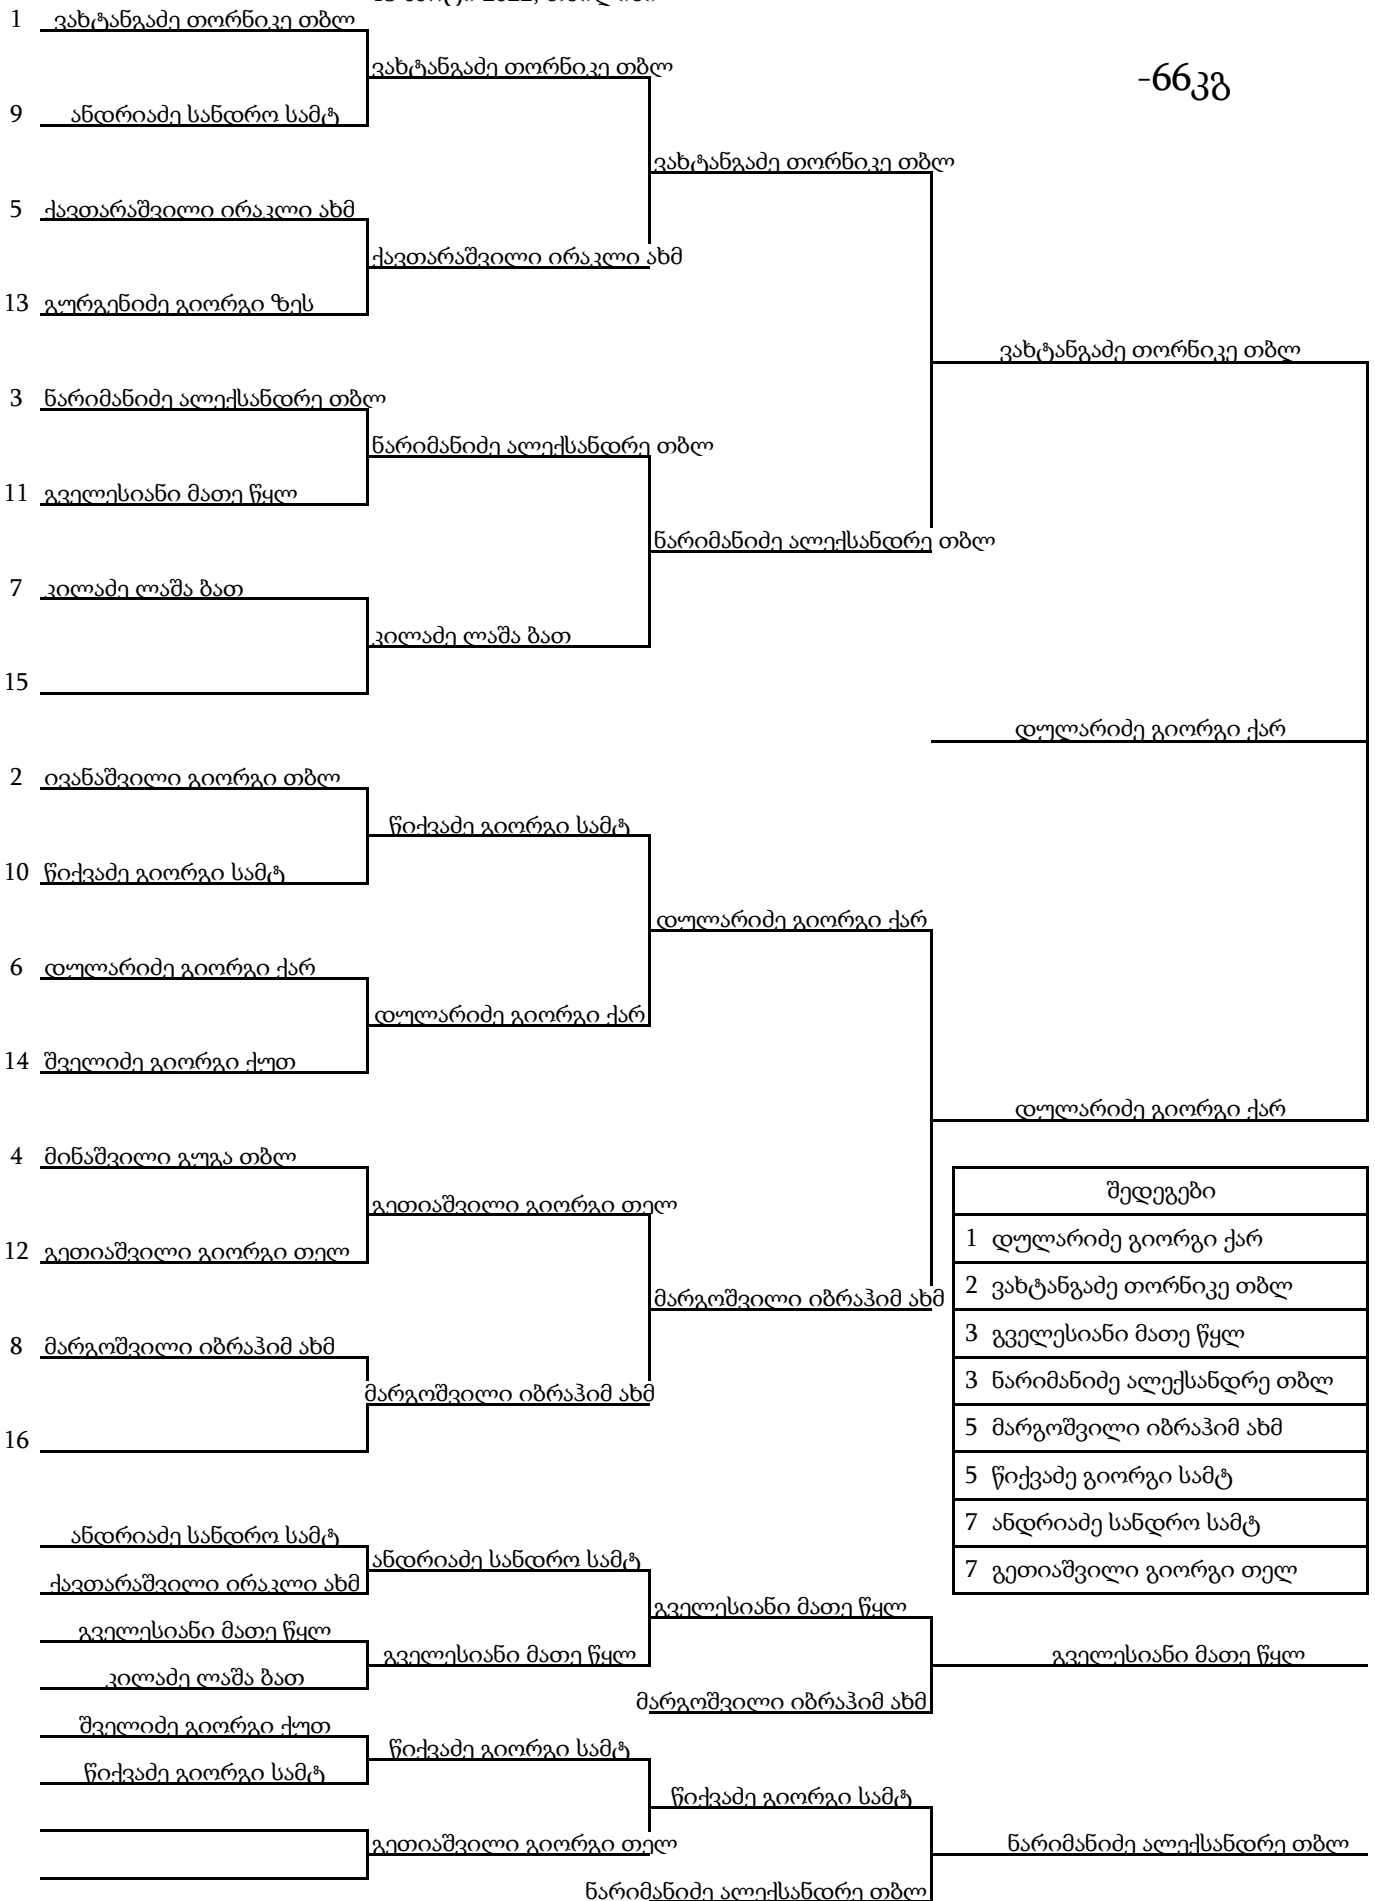 1 ვახტანგაძე თორნიკე თბლ
ვახტანგაძე თორნიკე თბლ
-66კგ
9 ანდრიაძე სანდრო სამტ
ვახტანგაძე თორნიკე თბლ
5 ქავთარაშვილი ირაკლი ახმ
ქავთარაშვილი ირაკლი ახმ
13 გურგენიძე გიორგი ზეს
ვახტანგაძე თორნიკე თბლ
3 ნარიმანიძე ალექსანდრე თბლ
ნარიმანიძე ალექსანდრე თბლ
11 გველესიანი მათე წყლ
ნარიმანიძე ალექსანდრე თბლ
7 კილაძე ლაშა ბათ
კილაძე ლაშა ბათ
15
დულარიძე გიორგი ქარ
2 ივანაშვილი გიორგი თბლ
წიქვაძე გიორგი სამტ
10 წიქვაძე გიორგი სამტ
დულარიძე გიორგი ქარ
6 დულარიძე გიორგი ქარ
დულარიძე გიორგი ქარ
14 შველიძე გიორგი ქუთ
დულარიძე გიორგი ქარ
4 მინაშვილი გუგა თბლ
შედეგები
გეთიაშვილი გიორგი თელ
1 დულარიძე გიორგი ქარ
12 გეთიაშვილი გიორგი თელ
2 ვახტანგაძე თორნიკე თბლ
მარგოშვილი იბრაჰიმ ახმ
3 გველესიანი მათე წყლ
8 მარგოშვილი იბრაჰიმ ახმ
3 ნარიმანიძე ალექსანდრე თბლ
მარგოშვილი იბრაჰიმ ახმ
5 მარგოშვილი იბრაჰიმ ახმ
16
5 წიქვაძე გიორგი სამტ
7 ანდრიაძე სანდრო სამტ
7 გეთიაშვილი გიორგი თელ
ანდრიაძე სანდრო სამტ
ანდრიაძე სანდრო სამტ
ქავთარაშვილი ირაკლი ახმ
გველესიანი მათე წყლ
გველესიანი მათე წყლ
გველესიანი მათე წყლ
გველესიანი მათე წყლ
კილაძე ლაშა ბათ
მარგოშვილი იბრაჰიმ ახმ
შველიძე გიორგი ქუთ
წიქვაძე გიორგი სამტ
წიქვაძე გიორგი სამტ
წიქვაძე გიორგი სამტ
გეთიაშვილი გიორგი თელ
ნარიმანიძე ალექსანდრე თბლ
ნარიმანიძე ალექსანდრე თბლ